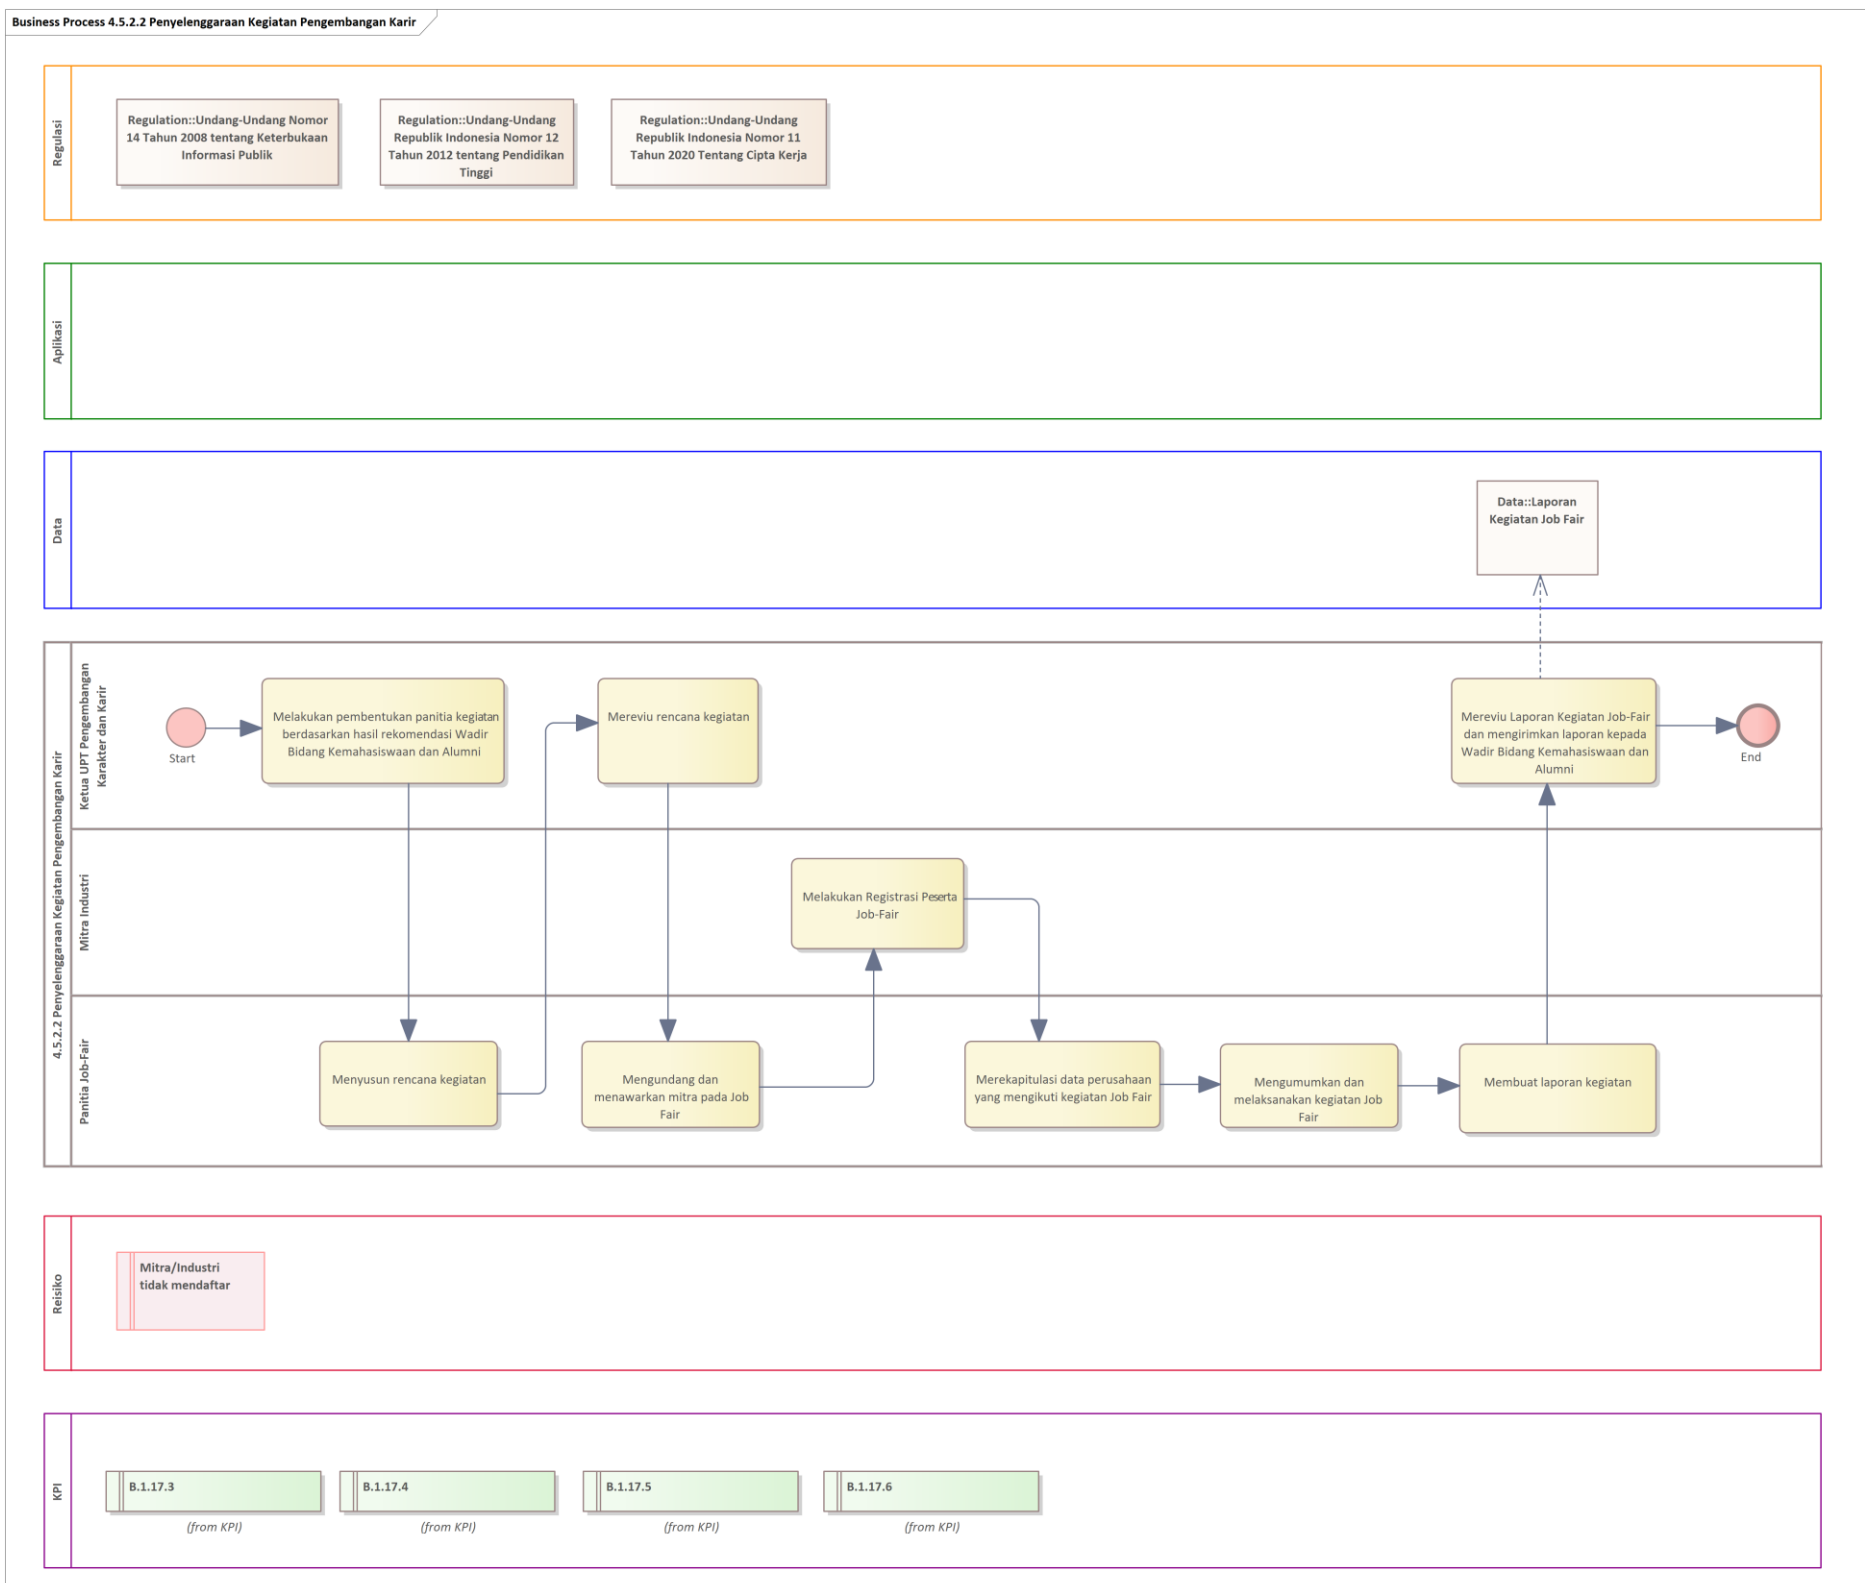 Business Process 4.5.2.2 Penyelenggaraan Kegiatan Pengembangan Karir
Regulasi
Regulation::Undang-Undang Nomor
14 Tahun 2008 tentang Keterbukaan
Informasi Publik
Regulation::Undang-Undang
Republik Indonesia Nomor 12
Tahun 2012 tentang Pendidikan
Tinggi
Regulation::Undang-Undang
Republik Indonesia Nomor 11
Tahun 2020 Tentang Cipta Kerja
Aplikasi
Data
Data::Laporan
Kegiatan Job Fair
4.5.2.2 Penyelenggaraan Kegiatan Pengembangan Karir
Ketua UPT Pengembangan
Karakter dan Karir
Start
Melakukan pembentukan panitia kegiatan
berdasarkan hasil rekomendasi Wadir
Bidang Kemahasiswaan dan Alumni
Mereviu rencana kegiatan
Mereviu Laporan Kegiatan Job-Fair
dan mengirimkan laporan kepada
Wadir Bidang Kemahasiswaan dan
Alumni
End
Mitra Industri
Melakukan Registrasi Peserta
Job-Fair
Panitia Job-Fair
Menyusun rencana kegiatan
Mengundang dan
menawarkan mitra pada Job
Fair
Merekapitulasi data perusahaan
yang mengikuti kegiatan Job Fair
Mengumumkan dan
melaksanakan kegiatan Job
Fair
Membuat laporan kegiatan
Reisiko
Mitra/Industri
tidak mendaftar
KPI
B.1.17.3
(from KPI)
B.1.17.4
(from KPI)
B.1.17.5
(from KPI)
B.1.17.6
(from KPI)